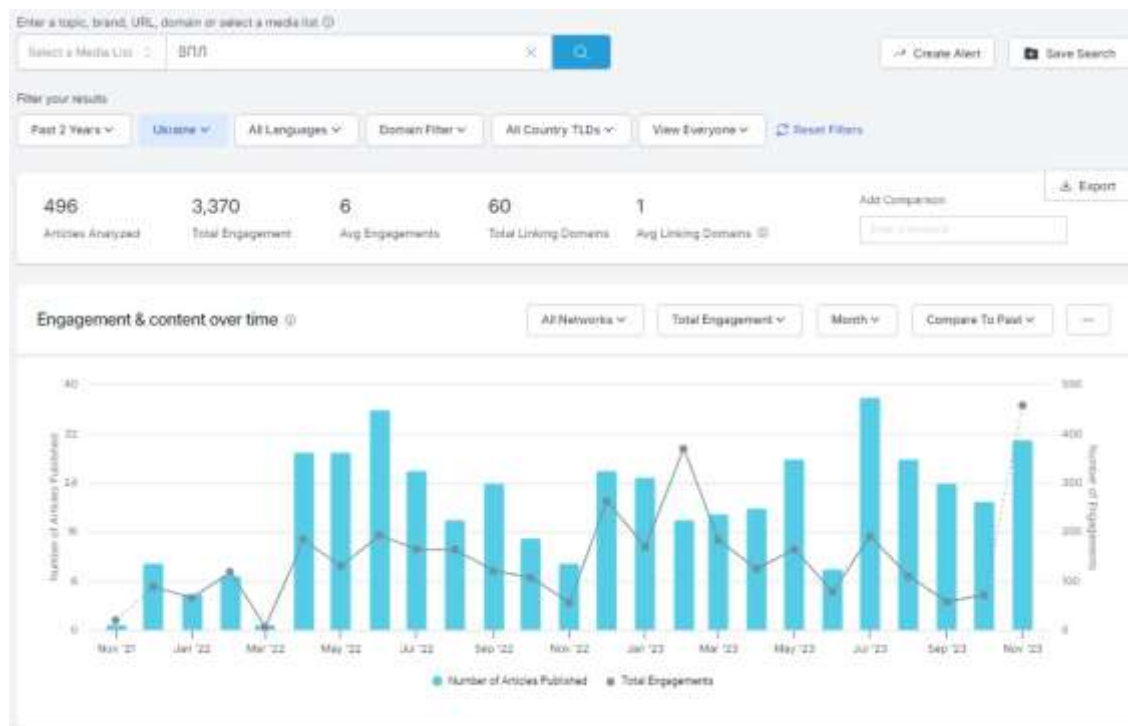 Enter a topic, brand, URL, domain or select a media list
Select a Media List ВПЛ
Create Alert Save Search
Filter your results
Past 2 Years Ukraine All Languages Domain Filter All Country TLDs View Everyone Reset Filters
Export
496 3,370 6 60 1 Add Comparison
Articles Analyzed Total Engagement Avg Engagements Total Linking Domains Avg Linking Domains
Engagement & content over time All Networks Total Engagement Month Compare To Past
40 500
32 400
300
200
100
0 0
Number of Articles Published
Number of Engagements
Nov '21 Jan '22 Mar '22 May '22 Jul '22 Sep '22 Nov '22 Jan '23 Mar '23 May '23 Jul '23 Sep '23 Nov '23
Number of Articles Published Total Engagements